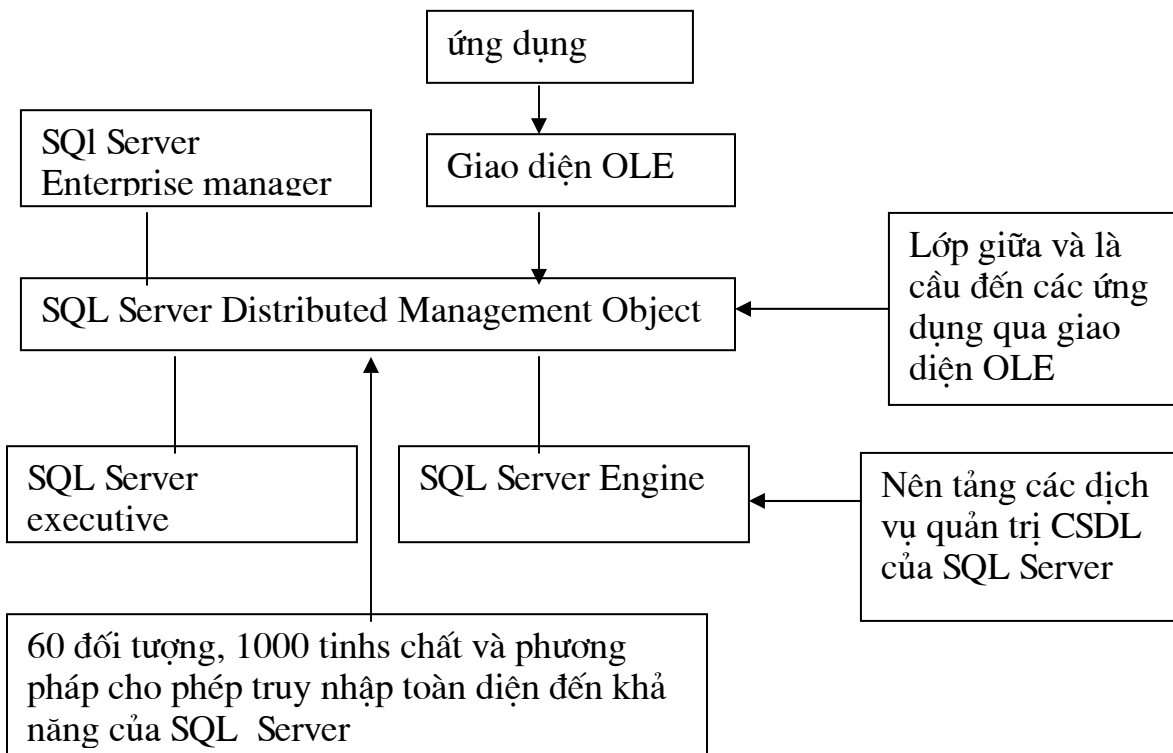 ứng dụng
SQl Server
Enterprise manager
Giao diện OLE
Lớp giữa và là
cầu đến các ứng
dụng qua giao
diện OLE
SQL Server Distributed Management Object
SQL Server
executive
SQL Server Engine
Nên tảng các dịch
vụ quản trị CSDL
của SQL Server
60 đối tượng, 1000 tinhs chất và phương
pháp cho phép truy nhập toàn diện đến khả
năng của SQL Server